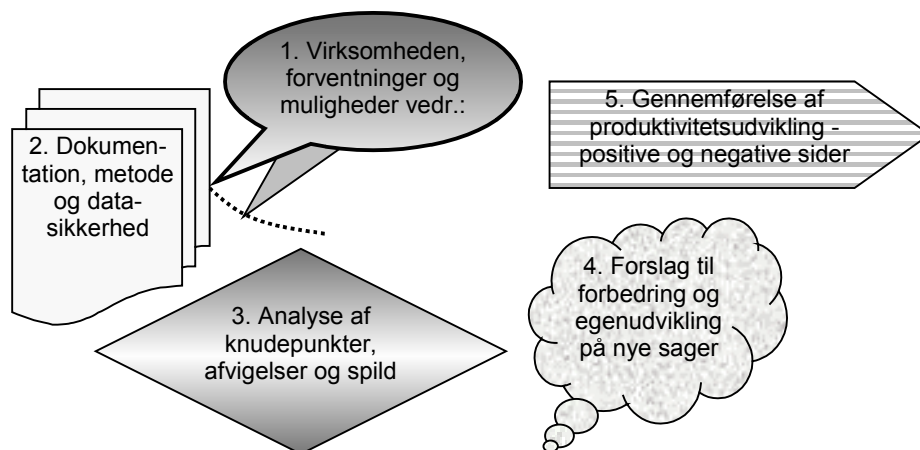 1. Virksomheden,
forventninger og
muligheder vedr.:
2. Dokumen-
tation, metode
og data-
sikkerhed
3. Analyse af
knudepunkter,
afvigelser og spild
4. Forslag til
forbedring og
egenudvikling
på nye sager
5. Gennemførelse af
produktivitetsudvikling -
positive og negative sider